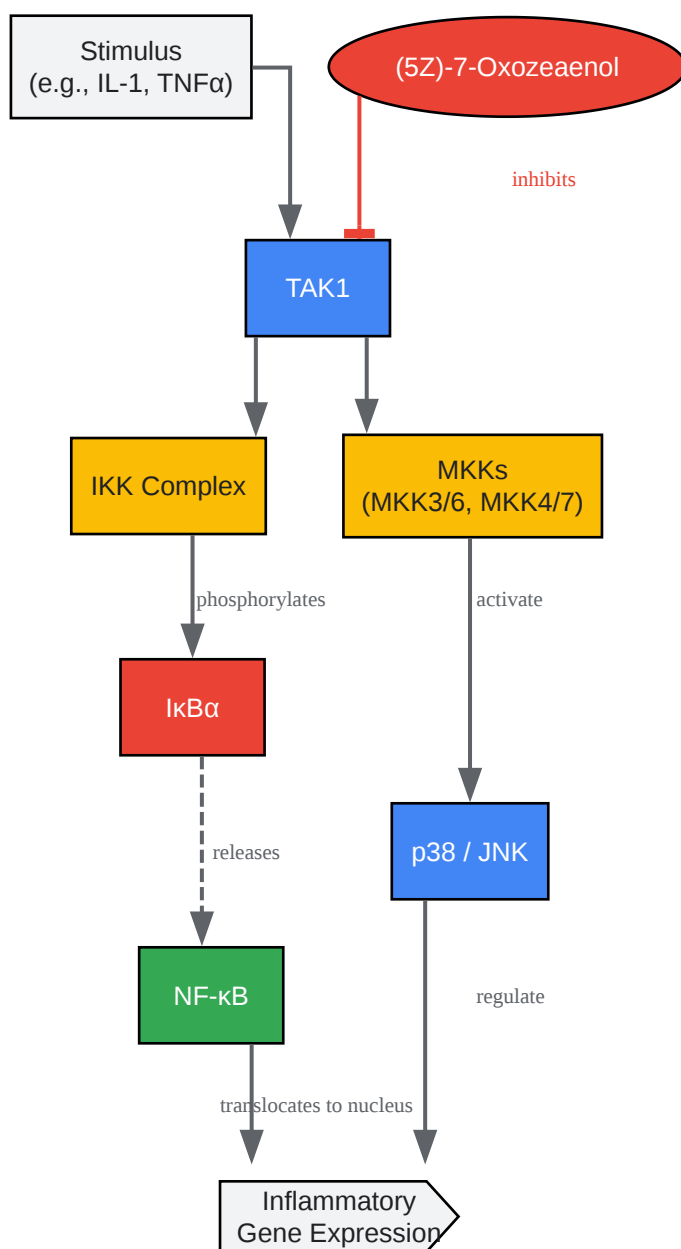 Stimulus
(e.g., IL-1, TNFα)
(5Z)-7-Oxozeaenol
inhibits
TAK1
IKK Complex
MKKs
(MKK3/6, MKK4/7)
phosphorylates
activate
IκBα
releases
p38 / JNK
NF-κB
regulate
translocates to nucleus
Inflammatory
Gene Expression